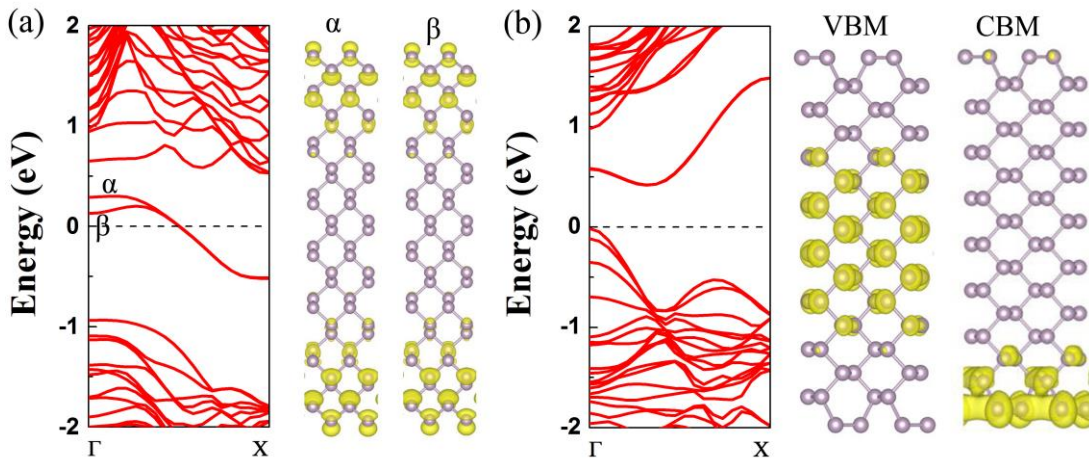 (a)
α
β
Energy (eV)
2
1
0
-1
-2
α
β
Γ
X
(b)
VBM
CBM
Energy (eV)
2
1
0
-1
-2
Γ
X